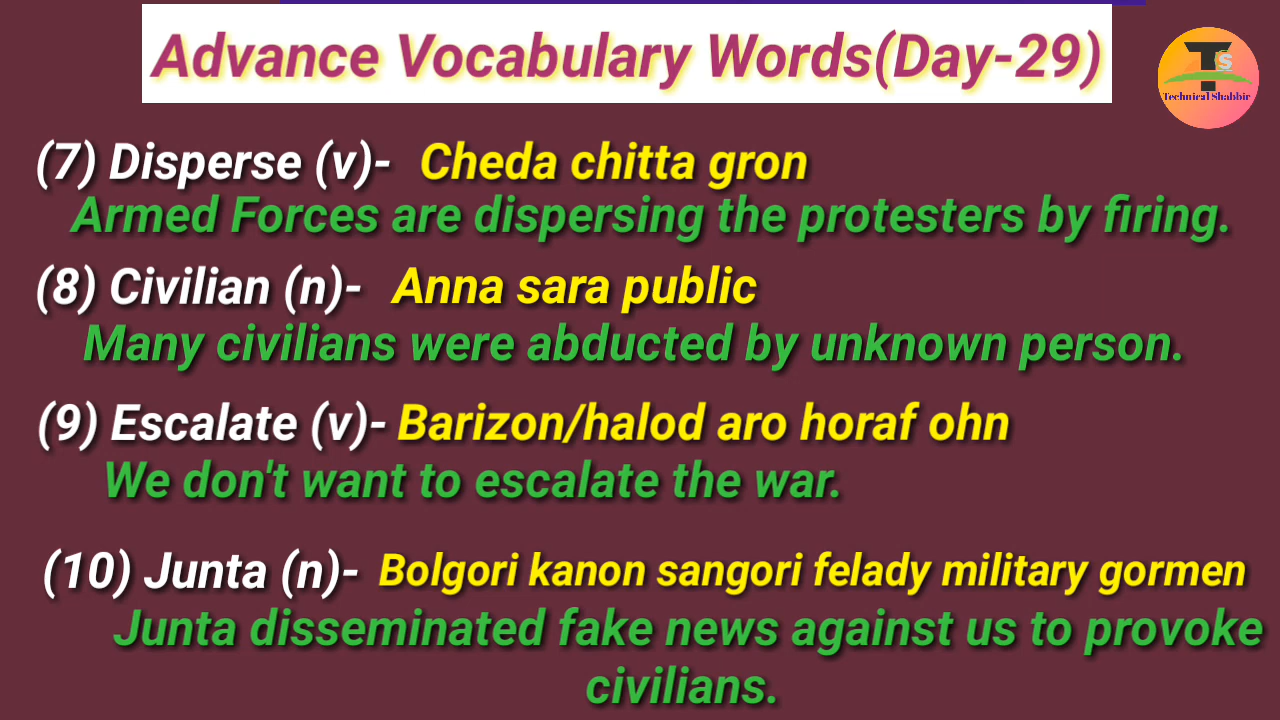 Advance Vocabulary Words(Day-29)
TS
Technical Shabbir
(7) Disperse (v)- Cheda chitta gron
Armed Forces are dispersing the protesters by firing.
(8) Civilian (n)- Anna sara public
Many civilians were abducted by unknown person.
(9) Escalate (v)- Barizon/halod aro horaf ohn
We don't want to escalate the war.
(10) Junta (n)- Bolgori kanon sangori felady military gormen
Junta disseminated fake news against us to provoke
civilians.